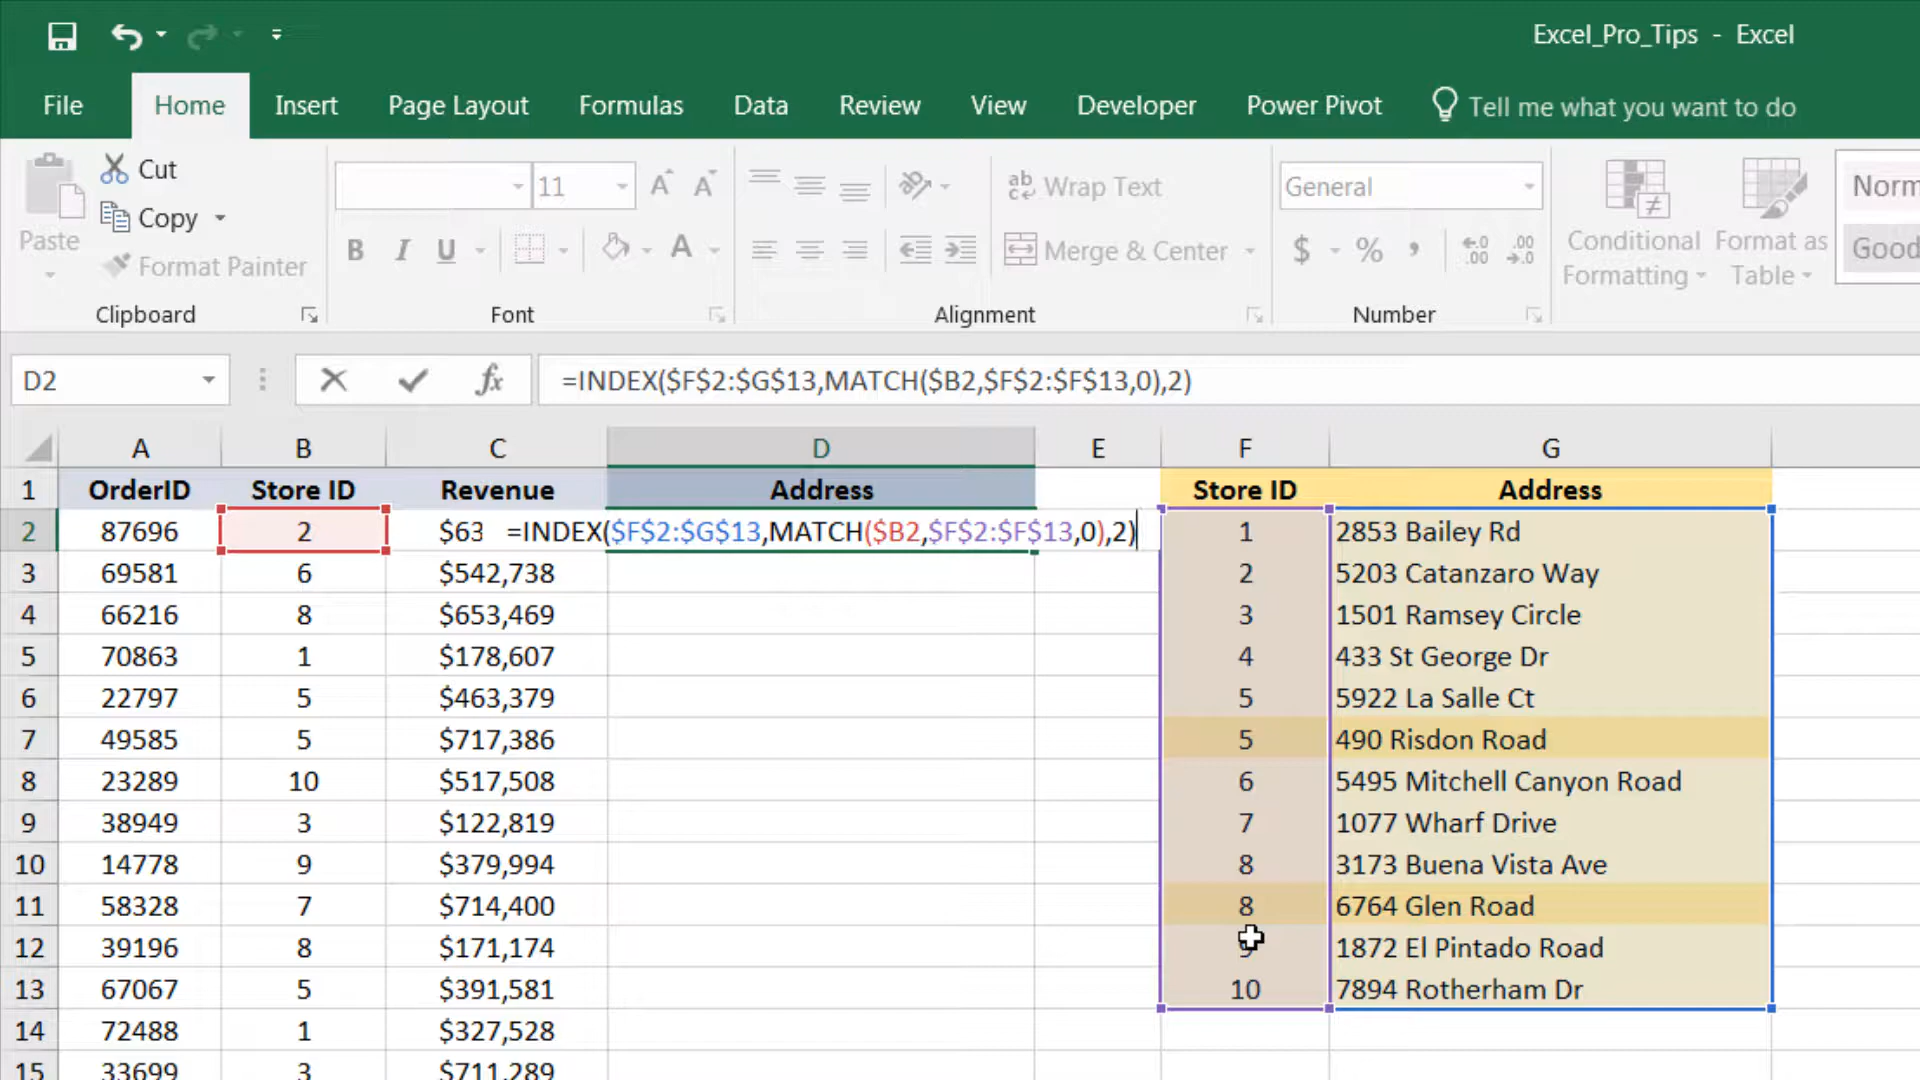 Excel_Pro_Tips - Excel
File Home Insert Page Layout Formulas Data Review View Developer Power Pivot Tell me what you want to do
Cut
Copy
Paste
Format Painter
Clipboard
11 A A
B I U A
Font
ab Wrap Text
Merge & Center
Alignment
General
$ % , .0 .00 .00 .0
Number
Conditional Formatting
Format as Table
Norm
Good
D2 fx =INDEX($F$2:$G$13,MATCH($B2,$F$2:$F$13,0),2)
A B C D E F G
1 OrderID Store ID Revenue Address Store ID Address
2 87696 2 $63 =INDEX($F$2:$G$13,MATCH($B2,$F$2:$F$13,0),2) 1 2853 Bailey Rd
3 69581 6 $542,738 2 5203 Catanzaro Way
4 66216 8 $653,469 3 1501 Ramsey Circle
5 70863 1 $178,607 4 433 St George Dr
6 22797 5 $463,379 5 5922 La Salle Ct
7 49585 5 $717,386 5 490 Risdon Road
8 23289 10 $517,508 6 5495 Mitchell Canyon Road
9 38949 3 $122,819 7 1077 Wharf Drive
10 14778 9 $379,994 8 3173 Buena Vista Ave
11 58328 7 $714,400 8 6764 Glen Road
12 39196 8 $171,174 9 1872 El Pintado Road
13 67067 5 $391,581 10 7894 Rotherham Dr
14 72488 1 $327,528
15 33699 3 $711,289